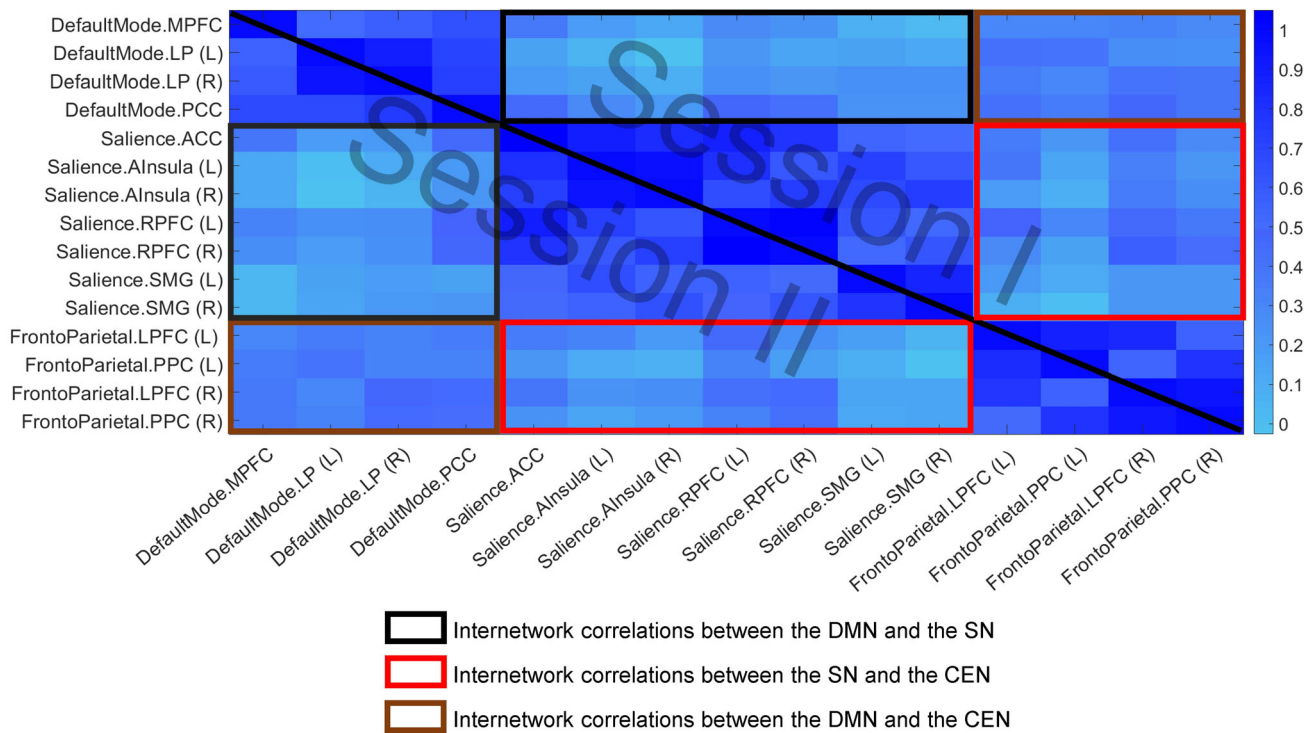 DefaultMode.MPFC
DefaultMode.LP (L)
DefaultMode.LP (R)
DefaultMode.PCC
Salience.ACC
Salience.AInsula (L)
Salience.AInsula (R)
Salience.RPFC (L)
Salience.RPFC (R)
Salience.SMG (L)
Salience.SMG (R)
FrontoParietal.LPFC (L)
FrontoParietal.PPC (L)
FrontoParietal.LPFC (R)
FrontoParietal.PPC (R)
Session I
Session II
1
0.9
0.8
0.7
0.6
0.5
0.4
0.3
0.2
0.1
0
DefaultMode.MPFC
DefaultMode.LP (L)
DefaultMode.LP (R)
DefaultMode.PCC
Salience.ACC
Salience.AInsula (L)
Salience.AInsula (R)
Salience.RPFC (L)
Salience.RPFC (R)
Salience.SMG (L)
Salience.SMG (R)
FrontoParietal.LPFC (L)
FrontoParietal.PPC (L)
FrontoParietal.LPFC (R)
FrontoParietal.PPC (R)
Internetwork correlations between the DMN and the SN
Internetwork correlations between the SN and the CEN
Internetwork correlations between the DMN and the CEN